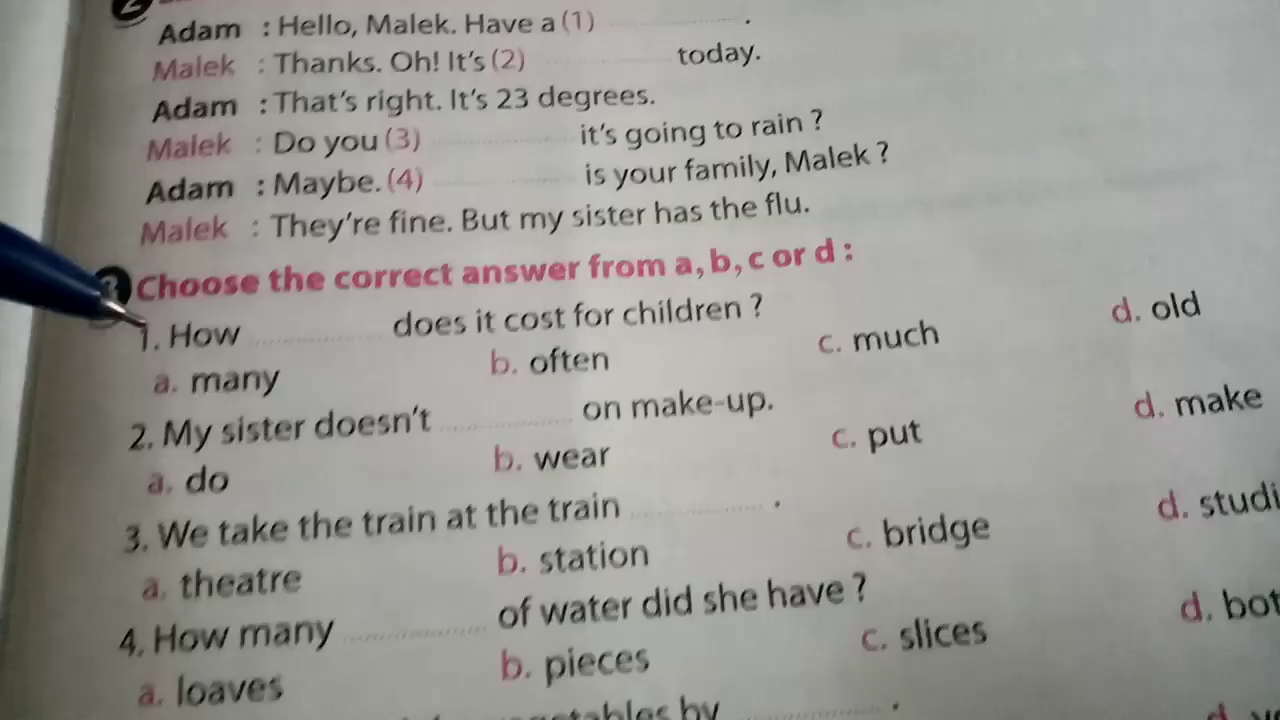 Adam : Hello, Malek. Have a (1) .
Malek : Thanks. Oh! It's (2) today.
Adam : That's right. It's 23 degrees.
Malek : Do you (3) it's going to rain ?
Adam : Maybe. (4) is your family, Malek ?
Malek : They're fine. But my sister has the flu.
Choose the correct answer from a, b, c or d :
1. How does it cost for children ?
a. many b. often c. much d. old
2. My sister doesn't on make-up.
a. do b. wear c. put d. make
3. We take the train at the train .
a. theatre b. station c. bridge d. studi
4. How many of water did she have ?
a. loaves b. pieces c. slices d. bot
by .